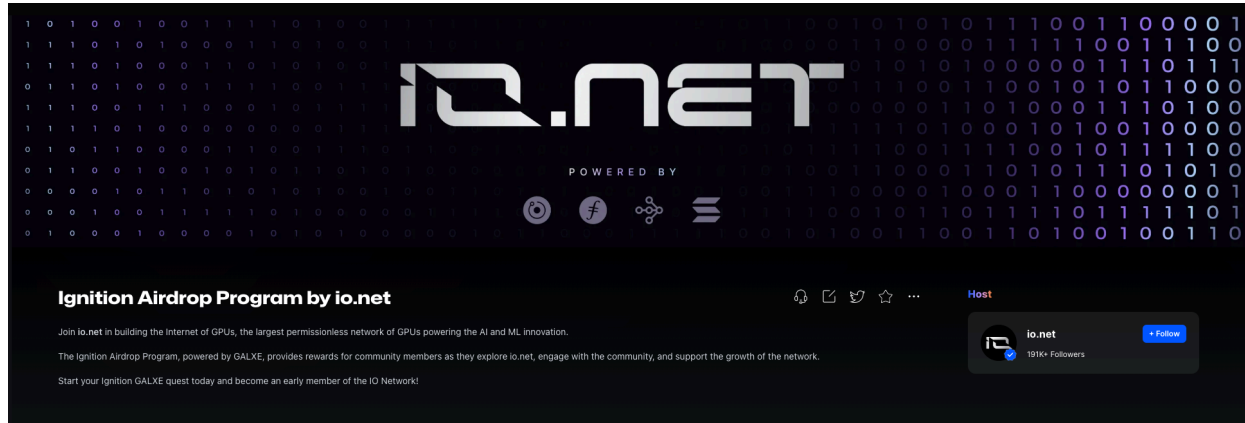 IO.NET
POWERED BY
Ignition Airdrop Program by io.net
Join io.net in building the Internet of GPUs, the largest permissionless network of GPUs powering the AI and ML innovation.
The Ignition Airdrop Program, powered by GALXE, provides rewards for community members as they explore io.net, engage with the community, and support the growth of the network.
Start your Ignition GALXE quest today and become an early member of the IO Network!
Host
io.net
+ Follow
191K+ Followers